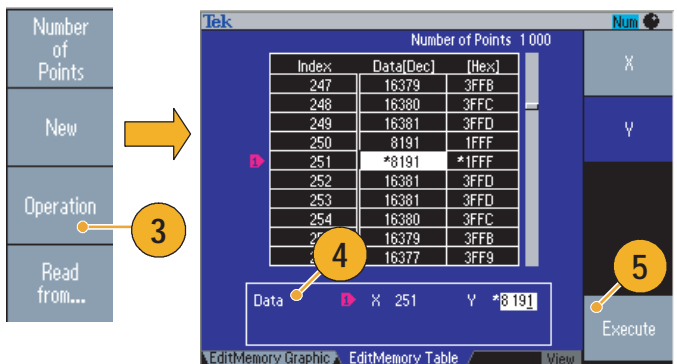 Number
of
Points
New
Operation
3
Read
from...
Tek
Num
Number of Points 1 000
Index Data[Dec] [Hex]
247 16379 3FFB
248 16380 3FFC
249 16381 3FFD
250 8191 1FFF
1 251 *8191 *1FFF
252 16381 3FFD
253 16381 3FFD
254 16380 3FFC
16379 3FFB
16377 3FF9
4
Data 1 X 251 Y *8 191
X
Y
5
Execute
EditMemory Graphic EditMemory Table View